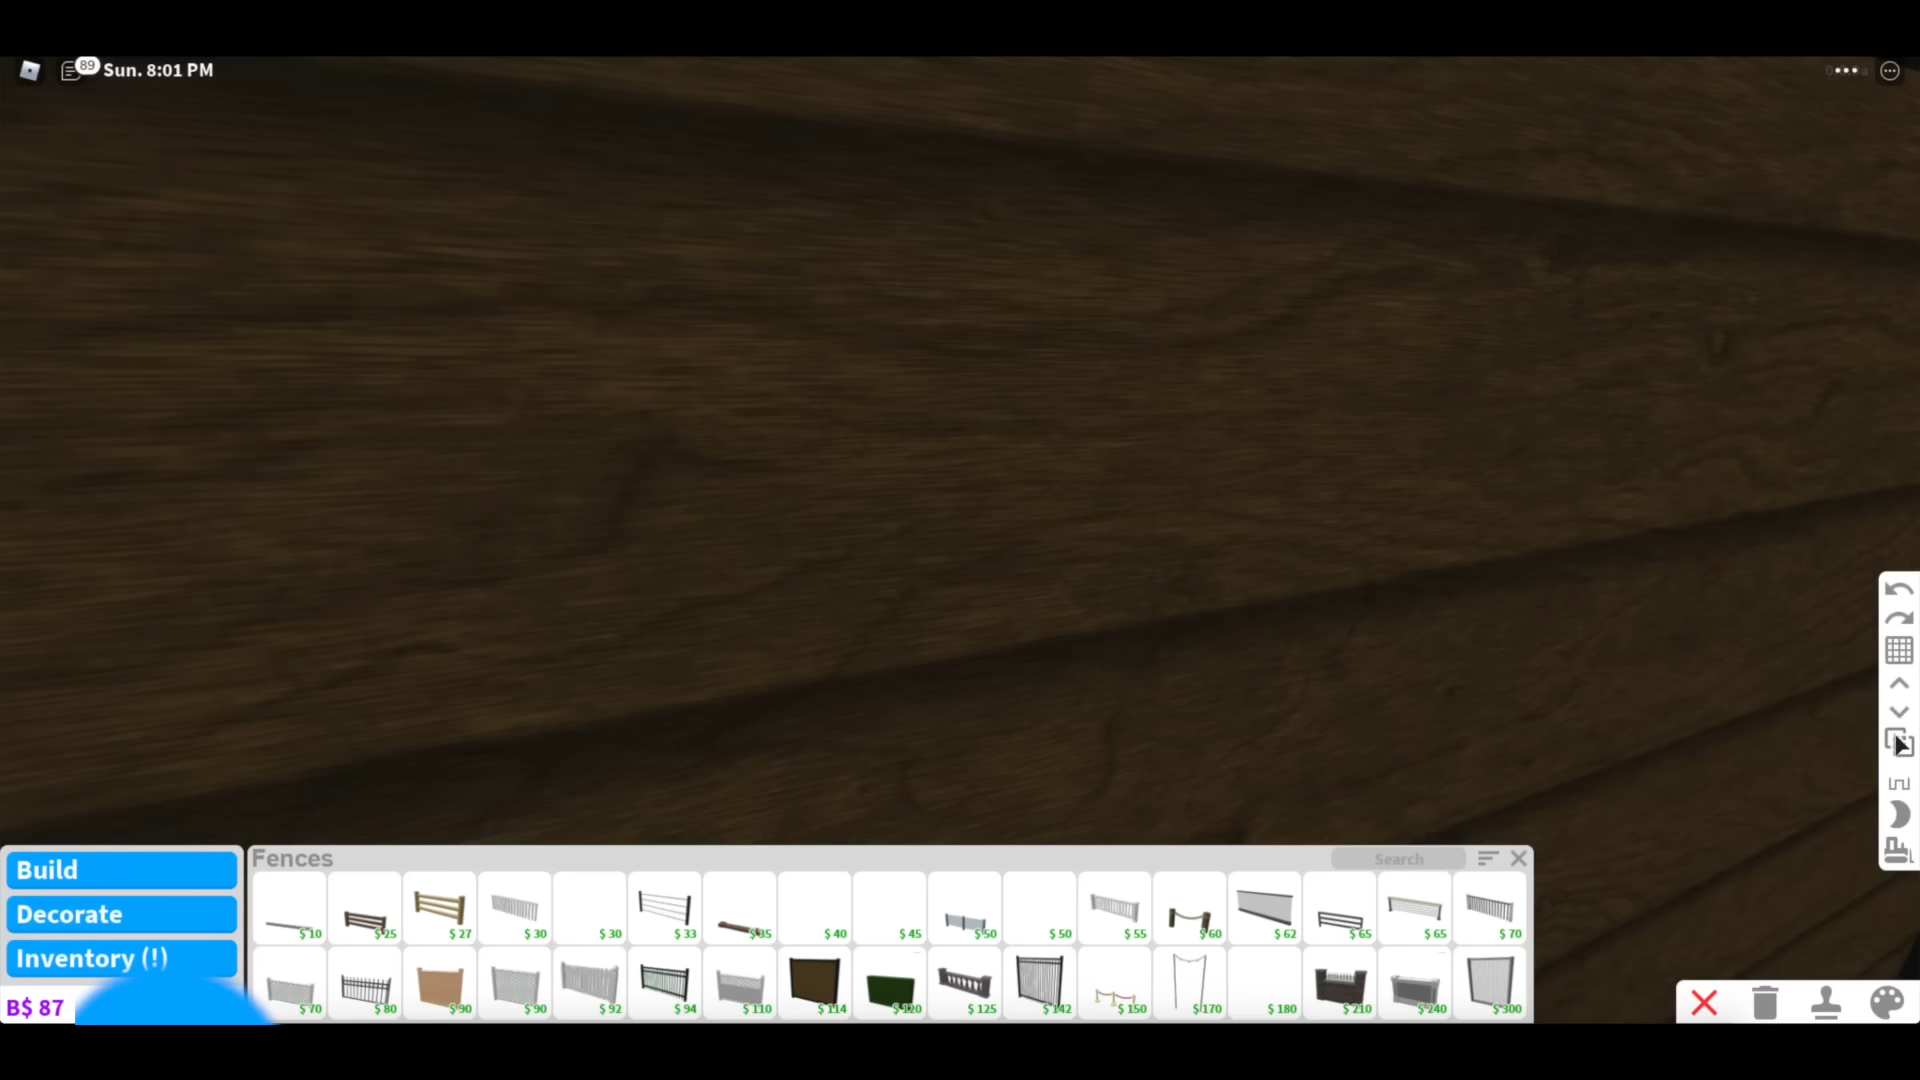 89 Sun. 8:01 PM
Build
Decorate
Inventory (!)
B$ 87
Fences
Search
$10 $25 $27 $30 $30 $33 $35 $40 $45 $50 $50 $55 $60 $62 $65 $65 $70
$70 $80 $90 $90 $92 $94 $110 $114 $120 $125 $142 $150 $170 $180 $210 $240 $300